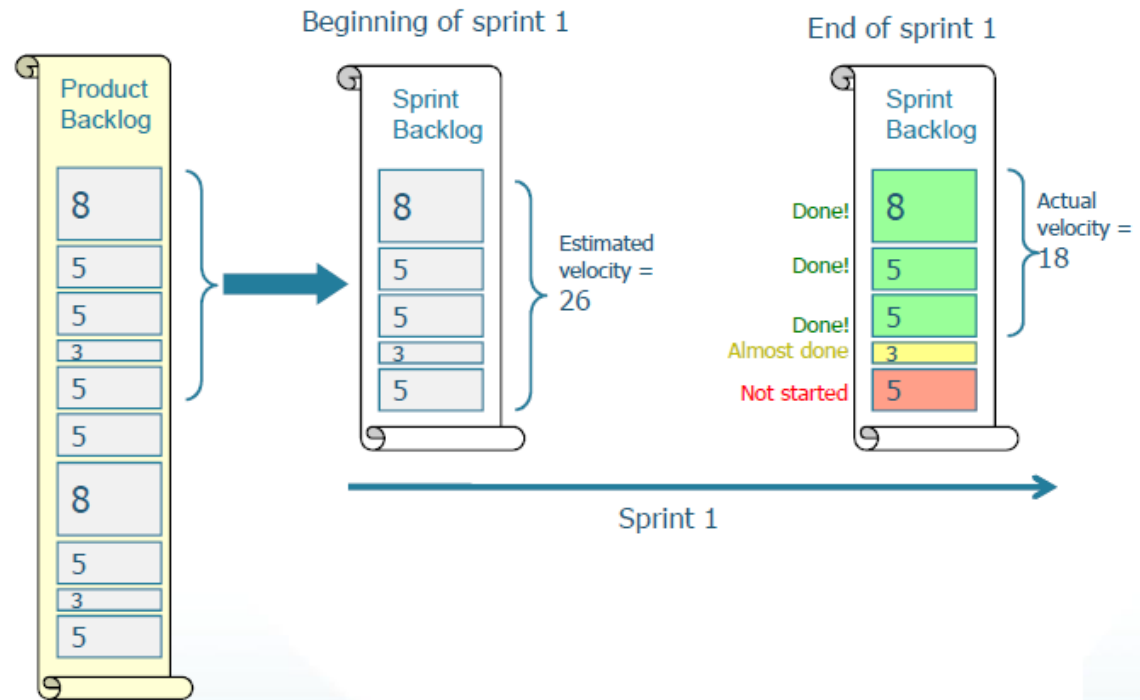 Beginning of sprint 1
End of sprint 1
Product
Backlog
8
5
5
3
5
5
8
5
3
5
Sprint
Backlog
8
5
5
3
5
Estimated
velocity =
26
Sprint
Backlog
Done!
8
Done!
5
Done!
5
Almost done
3
Not started
5
Actual
velocity =
18
Sprint 1